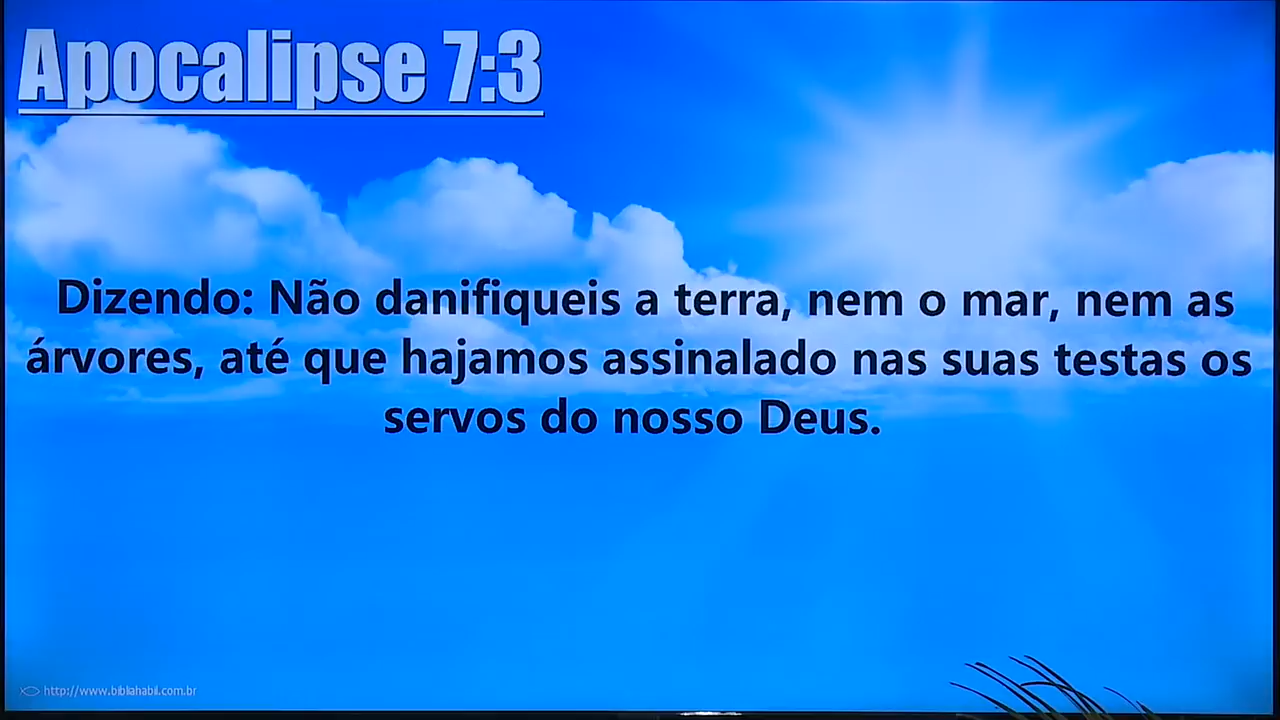 Apocalipse 7:3
Dizendo: Não danifiqueis a terra, nem o mar, nem as
árvores, até que hajamos assinalado nas suas testas os
servos do nosso Deus.
http://www.bibliahabil.com.br